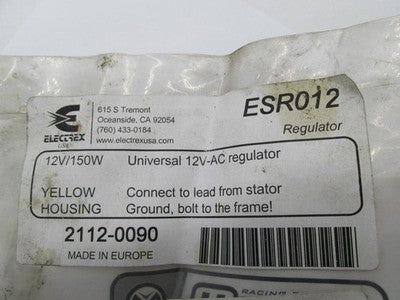 615 S Tremont
Oceanside, CA 92054
(760) 433-0184
www.electrexusa.com
ELECTREX
USA
ESR012
Regulator
12V/150W Universal 12V-AC regulator
YELLOW Connect to lead from stator
HOUSING Ground, bolt to the frame!
2112-0090
MADE IN EUROPE
RACING